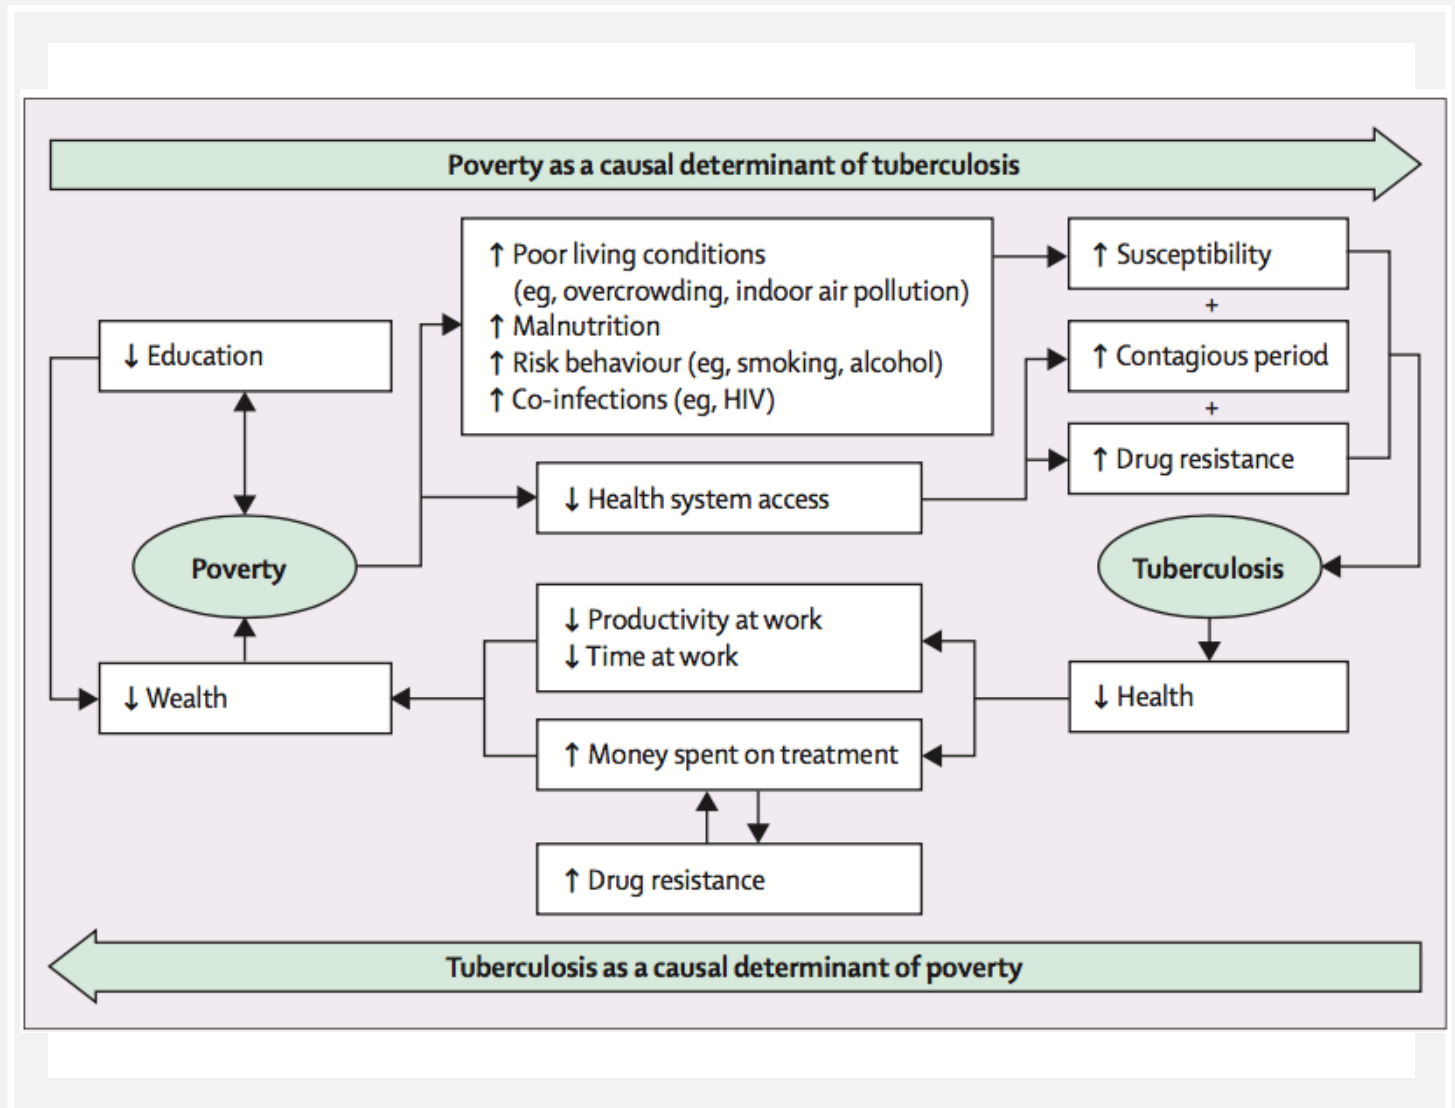 Poverty as a causal determinant of tuberculosis
↑ Poor living conditions
(eg, overcrowding, indoor air pollution)
↑ Malnutrition
↑ Risk behaviour (eg, smoking, alcohol)
↑ Co-infections (eg, HIV)
↑ Susceptibility
+
↑ Contagious period
+
↑ Drug resistance
↓ Education
↓ Health system access
Poverty
Tuberculosis
↓ Productivity at work
↓ Time at work
↓ Wealth
↓ Health
↑ Money spent on treatment
↑ Drug resistance
Tuberculosis as a causal determinant of poverty